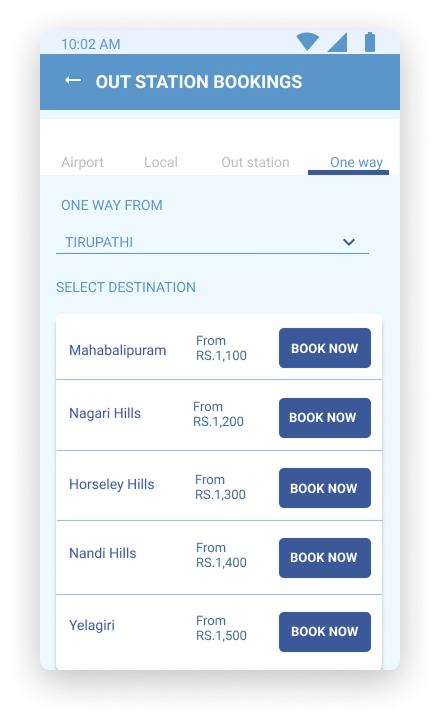 10:02 AM
OUT STATION BOOKINGS
Airport Local Out station One way
ONE WAY FROM
TIRUPATHI
SELECT DESTINATION
Mahabalipuram
From
RS.1,100
BOOK NOW
Nagari Hills
From
RS.1,200
BOOK NOW
Horseley Hills
From
RS.1,300
BOOK NOW
Nandi Hills
From
RS.1,400
BOOK NOW
Yelagiri
From
RS.1,500
BOOK NOW